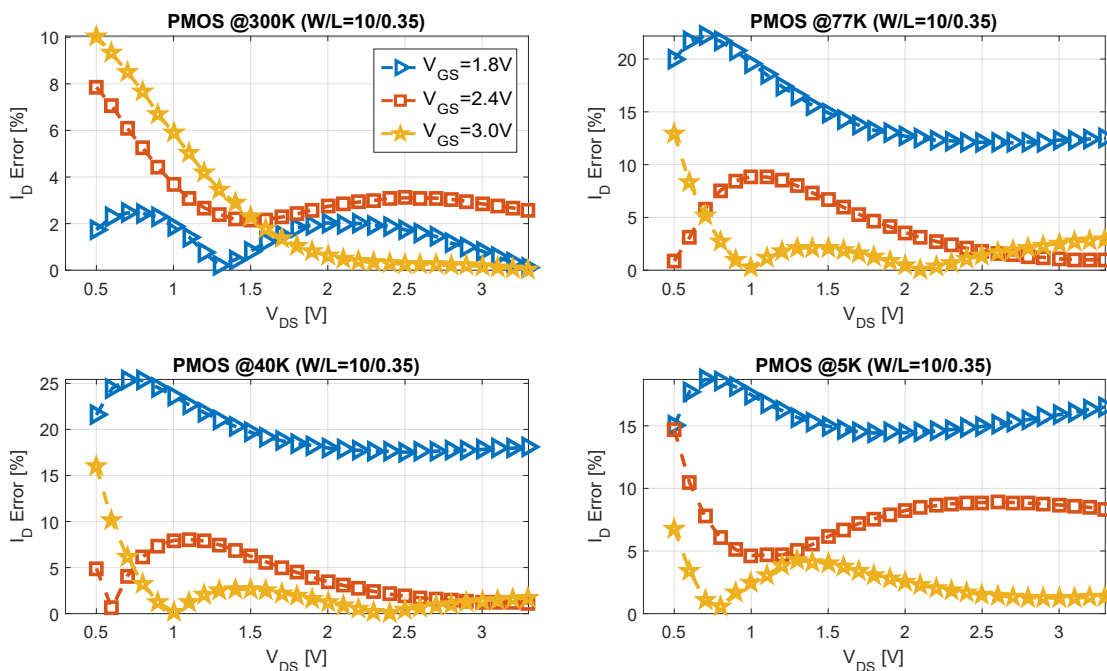 PMOS @300K (W/L=10/0.35)
10
8
6
4
2
0
I_D Error [%]
V_GS=1.8V
V_GS=2.4V
V_GS=3.0V
0.5 1 1.5 2 2.5 3
V_DS [V]
PMOS @77K (W/L=10/0.35)
20
15
10
5
0
I_D Error [%]
0.5 1 1.5 2 2.5 3
V_DS [V]
PMOS @40K (W/L=10/0.35)
25
20
15
10
5
0
I_D Error [%]
0.5 1 1.5 2 2.5 3
V_DS [V]
PMOS @5K (W/L=10/0.35)
15
10
5
0
I_D Error [%]
0.5 1 1.5 2 2.5 3
V_DS [V]